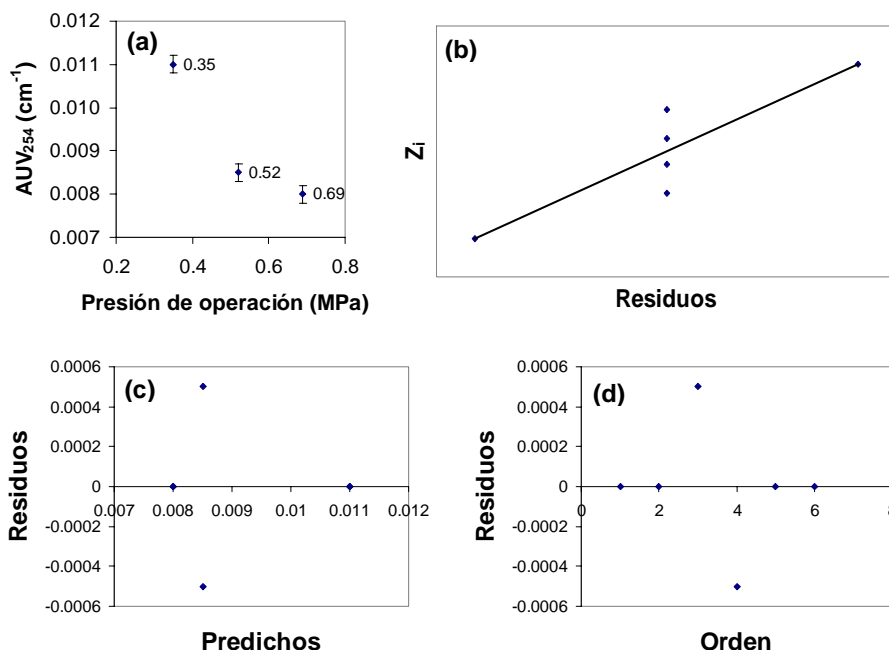 (a)
AUV254 (cm-1)
0.012
0.011
0.010
0.009
0.008
0.007
0.35
0.52
0.69
0.2 0.4 0.6 0.8
Presión de operación (MPa)
(b)
Zi
Residuos
(c)
Residuos
0.0006
0.0004
0.0002
0
-0.0002
-0.0004
-0.0006
0.007 0.008 0.009 0.01 0.011 0.012
Predichos
(d)
Residuos
0.0006
0.0004
0.0002
0
-0.0002
-0.0004
-0.0006
0 2 4 6 8
Orden